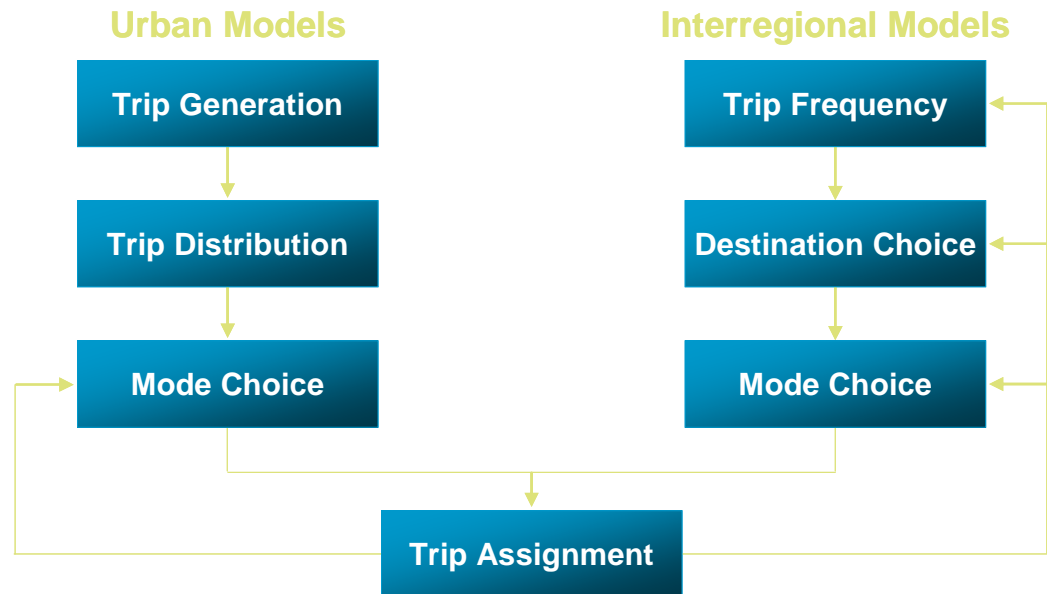 Urban Models
Interregional Models
Trip Generation
Trip Frequency
Trip Distribution
Destination Choice
Mode Choice
Mode Choice
Trip Assignment